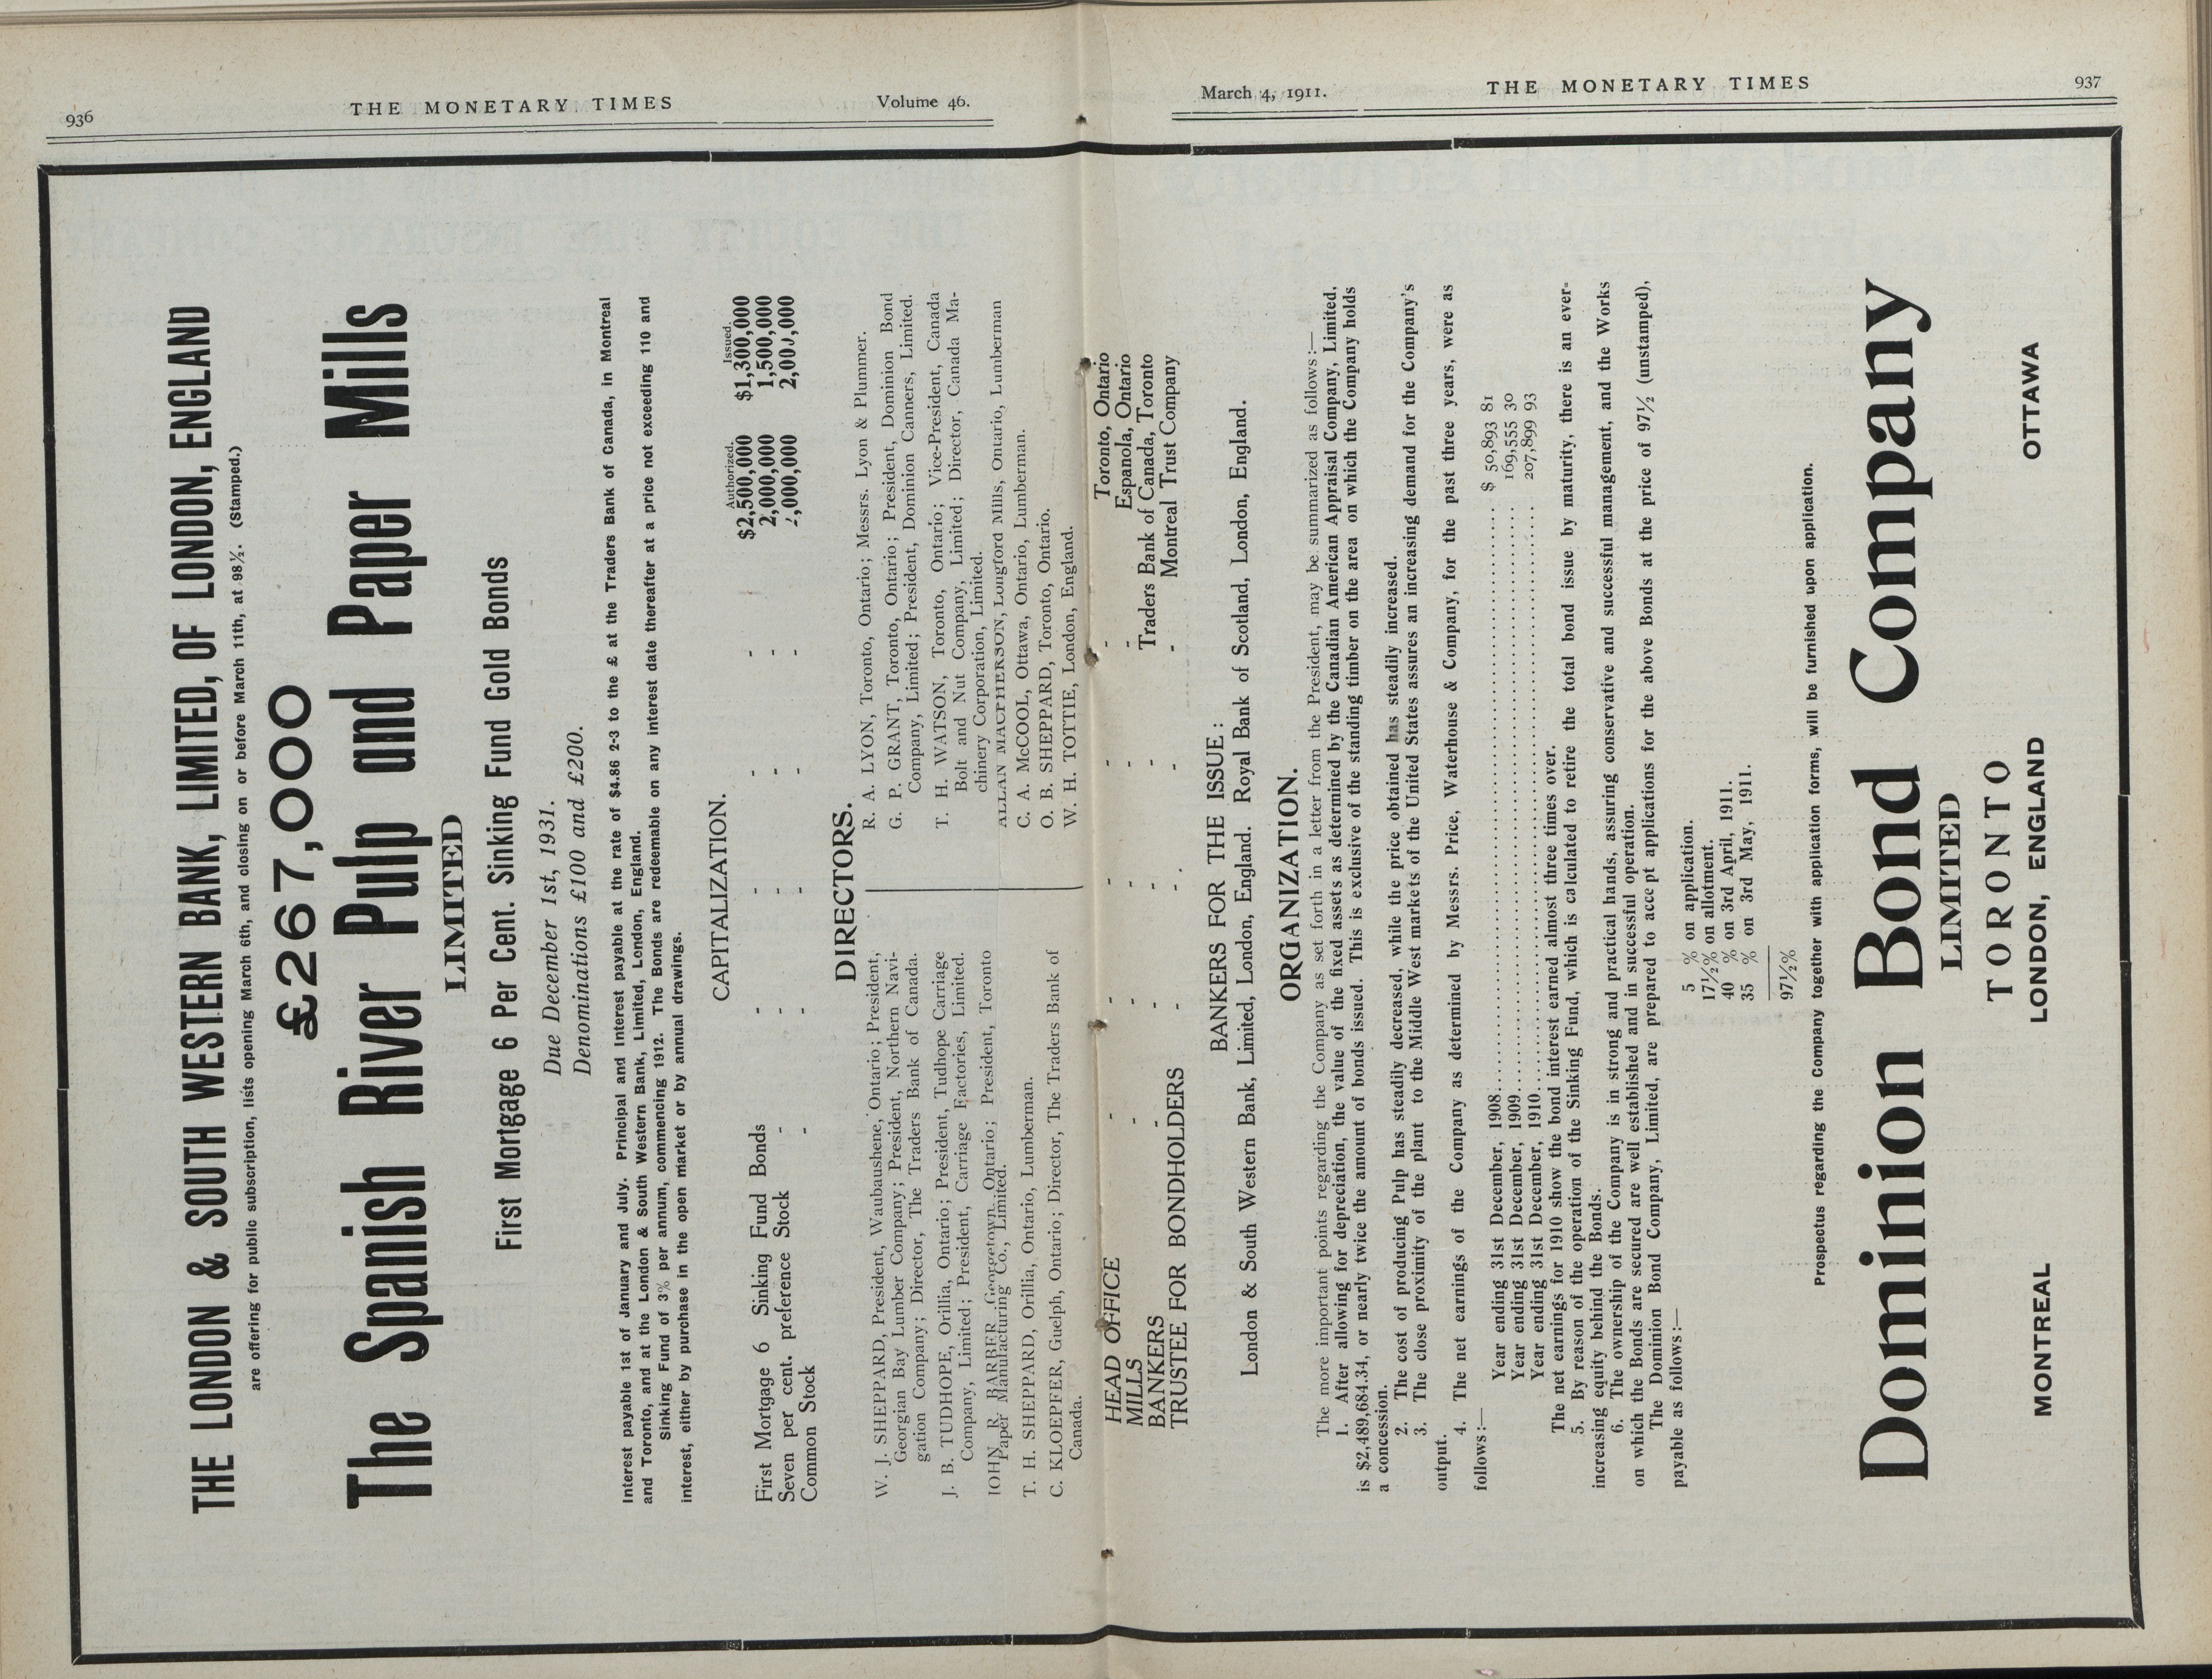 936
THE MONETARY TIMES
Volume 46.
March 4, 1911.
THE MONETARY TIMES
937
THE LONDON & SOUTH WESTERN BANK, LIMITED, OF LONDON, ENGLAND
are offering for public subscription, lists opening March 6th, and closing on or before March 11th, at 98½. (Stamped.)
£267,000
The Spanish River Pulp and Paper Mills
LIMITED
First Mortgage 6 Per Cent. Sinking Fund Gold Bonds
Due December 1st, 1931.
Denominations £100 and £200.
Interest payable 1st of January and July. Principal and Interest payable at the rate of $4.86 2-3 to the £ at the Traders Bank of Canada, in Montreal
and Toronto, and at the London & South Western Bank, Limited, London, England.
Sinking Fund of 3% per annum, commencing 1912. The Bonds are redeemable on any interest date thereafter at a price not exceeding 110 and
interest, either by purchase in the open market or by annual drawings.
CAPITALIZATION.
Authorized. Issued.
First Mortgage 6 Sinking Fund Bonds - - - - $2,500,000 $1,300,000
Seven per cent. preference Stock - - - - 2,000,000 1,500,000
Common Stock - - - - - 2,000,000 2,000,000
DIRECTORS.
W. J. SHEPPARD, President, Waubaushene, Ontario; President,
Georgian Bay Lumber Company; President, Northern Navi-
gation Company; Director, The Traders Bank of Canada.
J. B. TUDHOPE, Orillia, Ontario; President, Tudhope Carriage
Company, Limited; President, Carriage Factories, Limited.
JOHN R. BARBER, Georgetown, Ontario; President, Toronto
Paper Manufacturing Co., Limited.
T. H. SHEPPARD, Orillia, Ontario, Lumberman.
C. KLOEPFER, Guelph, Ontario; Director, The Traders Bank of
Canada.
R. A. LYON, Toronto, Ontario; Messrs. Lyon & Plummer.
G. P. GRANT, Toronto, Ontario; President, Dominion Bond
Company, Limited; President, Dominion Canners, Limited.
T. H. WATSON, Toronto, Ontario; Vice-President, Canada
Bolt and Nut Company, Limited; Director, Canada Ma-
chinery Corporation, Limited.
ALLAN MACPHERSON, Longford Mills, Ontario, Lumberman
C. A. McCOOL, Ottawa, Ontario, Lumberman.
O. B. SHEPPARD, Toronto, Ontario.
W. H. TOTTIE, London, England.
HEAD OFFICE - - - - - Toronto, Ontario
MILLS - - - - - Espanola, Ontario
BANKERS - - - - Traders Bank of Canada, Toronto
TRUSTEE FOR BONDHOLDERS - - - - Montreal Trust Company
BANKERS FOR THE ISSUE:
London & South Western Bank, Limited, London, England. Royal Bank of Scotland, London, England.
ORGANIZATION.
The more important points regarding the Company as set forth in a letter from the President, may be summarized as follows:—
1. After allowing for depreciation, the value of the fixed assets as determined by the Canadian American Appraisal Company, Limited,
is $2,489,684.34, or nearly twice the amount of bonds issued. This is exclusive of the standing timber on the area on which the Company holds
a concession.
2. The cost of producing Pulp has steadily decreased, while the price obtained has steadily increased.
3. The close proximity of the plant to the Middle West markets of the United States assures an increasing demand for the Company's
output.
4. The net earnings of the Company as determined by Messrs. Price, Waterhouse & Company, for the past three years, were as
follows:—
Year ending 31st December, 1908........ $ 50,893 81
Year ending 31st December, 1909........ 169,555 30
Year ending 31st December, 1910........ 207,899 93
The net earnings for 1910 show the bond interest earned almost three times over.
5. By reason of the operation of the Sinking Fund, which is calculated to retire the total bond issue by maturity, there is an ever-
increasing equity behind the Bonds.
6. The ownership of the Company is in strong and practical hands, assuring conservative and successful management, and the Works
on which the Bonds are secured are well established and in successful operation.
The Dominion Bond Company, Limited, are prepared to accept applications for the above Bonds at the price of 97½ (unstamped),
payable as follows:—
5 % on application.
17½% on allotment.
40 % on 3rd April, 1911.
35 % on 3rd May, 1911.
97½%
Prospectus regarding the Company together with application forms, will be furnished upon application.
Dominion Bond Company
LIMITED
TORONTO
MONTREAL LONDON, ENGLAND OTTAWA